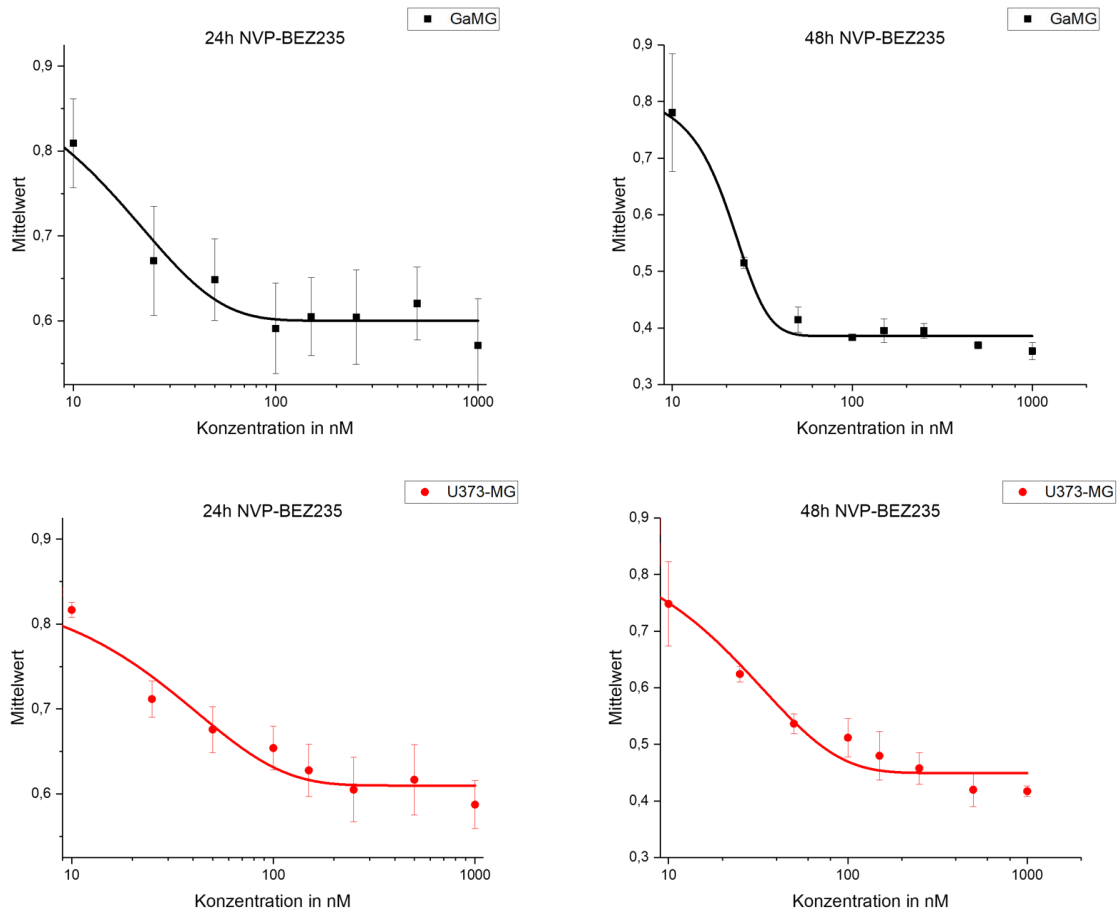 GaMG
24h NVP-BEZ235
0,9
0,8
0,7
0,6
Mittelwert
10
100
1000
Konzentration in nM
GaMG
48h NVP-BEZ235
0,9
0,8
0,7
0,6
0,5
0,4
0,3
Mittelwert
10
100
1000
Konzentration in nM
U373-MG
24h NVP-BEZ235
0,9
0,8
0,7
0,6
Mittelwert
10
100
1000
Konzentration in nM
U373-MG
48h NVP-BEZ235
0,9
0,8
0,7
0,6
0,5
0,4
0,3
Mittelwert
10
100
1000
Konzentration in nM